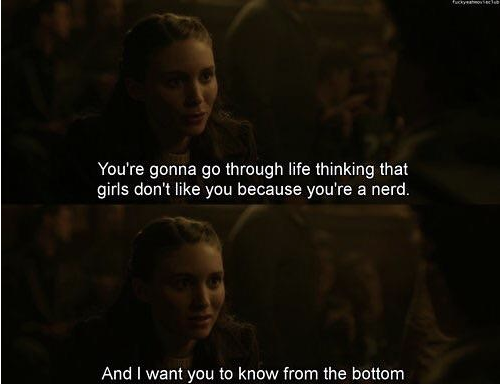 fuckyeahmovieclub
You're gonna go through life thinking that
girls don't like you because you're a nerd.
And I want you to know from the bottom